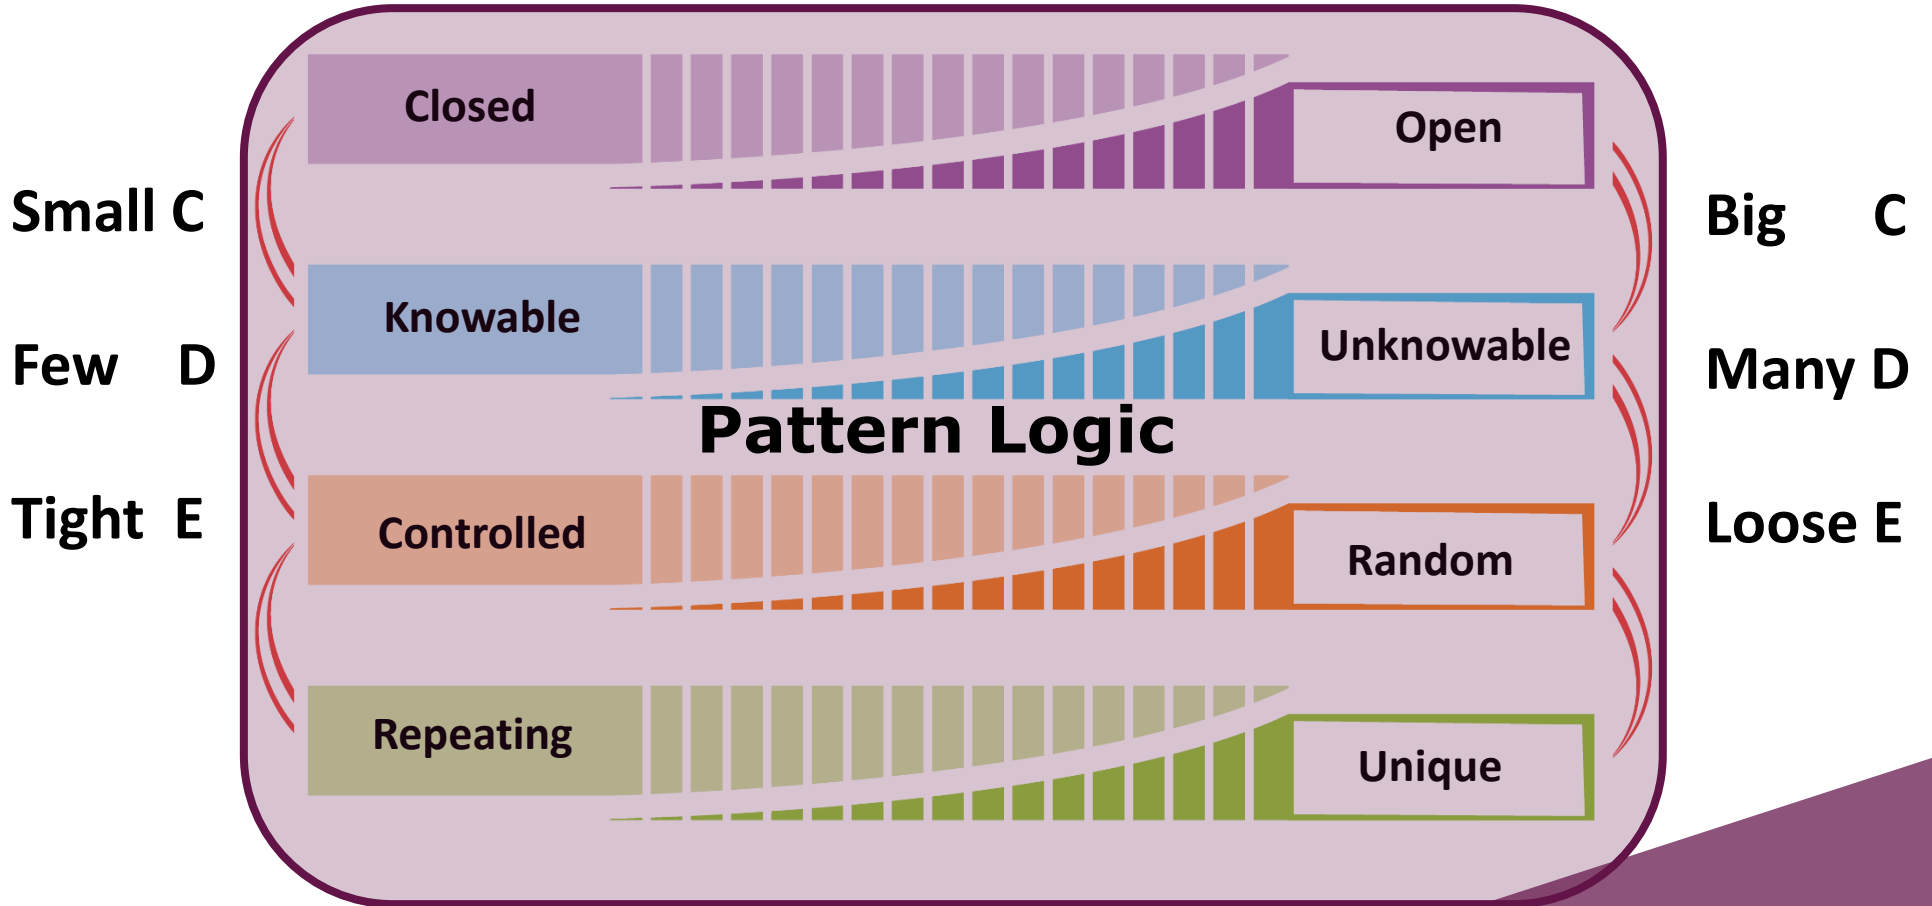 Closed
Open
Small C
Big C
Knowable
Unknowable
Few D
Many D
Pattern Logic
Tight E
Loose E
Controlled
Random
Repeating
Unique